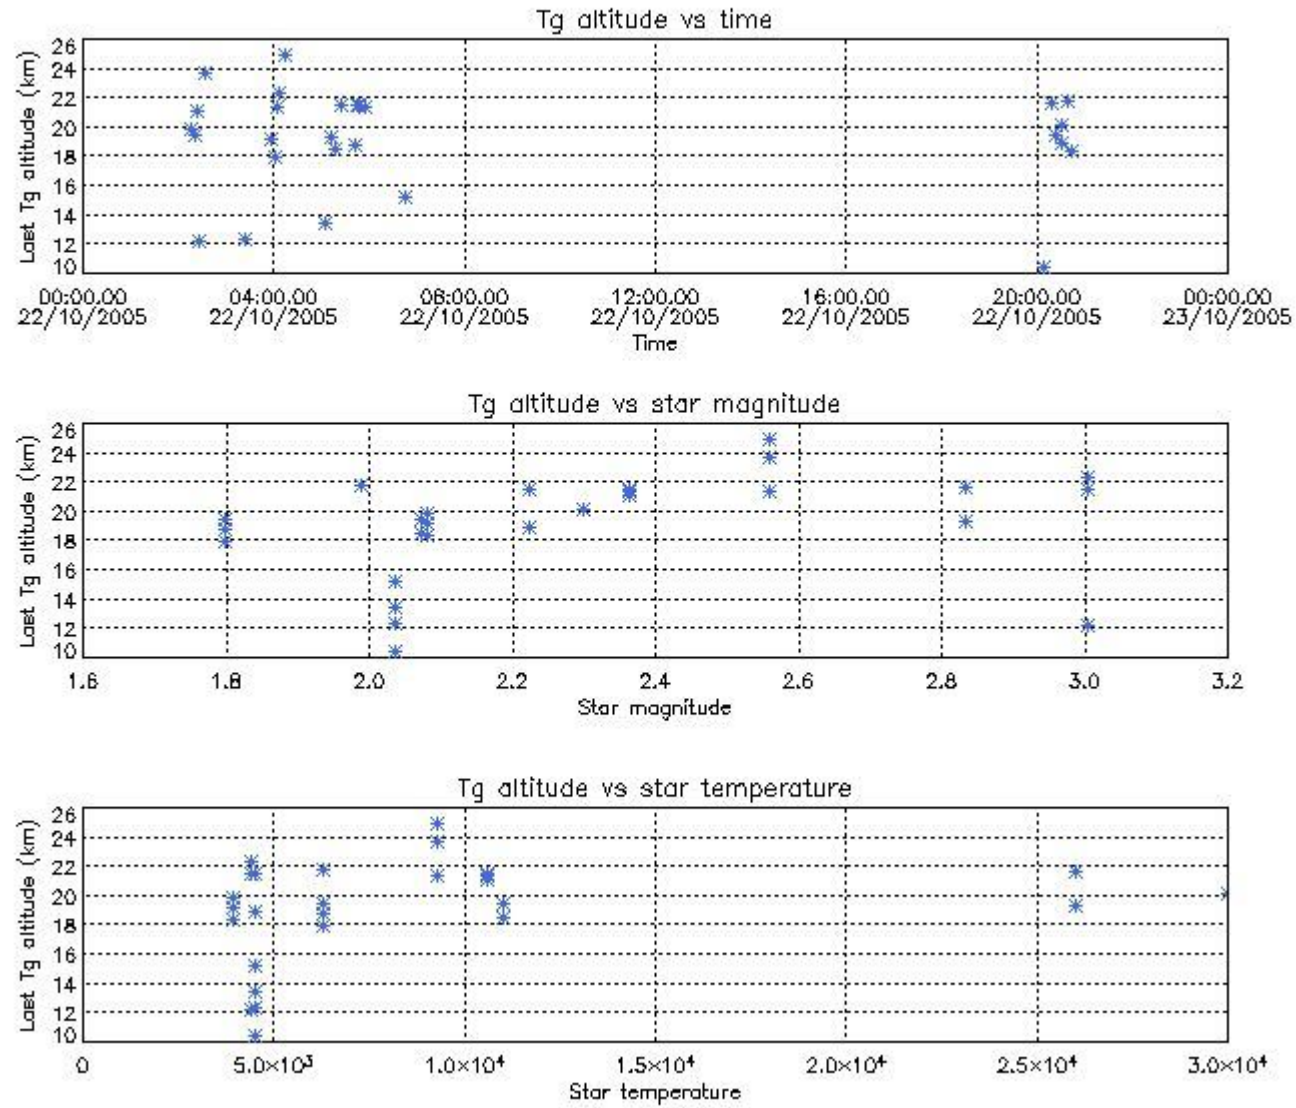 Tg altitude vs time
Last Tg altitude (km)
26
24
22
20
18
16
14
12
10
00:00.00 04:00.00 08:00.00 12:00.00 16:00.00 20:00.00 00:00.00
22/10/2005 22/10/2005 22/10/2005 22/10/2005 22/10/2005 22/10/2005 23/10/2005
Time
Tg altitude vs star magnitude
Last Tg altitude (km)
26
24
22
20
18
16
14
12
10
1.6 1.8 2.0 2.2 2.4 2.6 2.8 3.0 3.2
Star magnitude
Tg altitude vs star temperature
Last Tg altitude (km)
26
24
22
20
18
16
14
12
10
0 5.0×10³ 1.0×10⁴ 1.5×10⁴ 2.0×10⁴ 2.5×10⁴ 3.0×10⁴
Star temperature